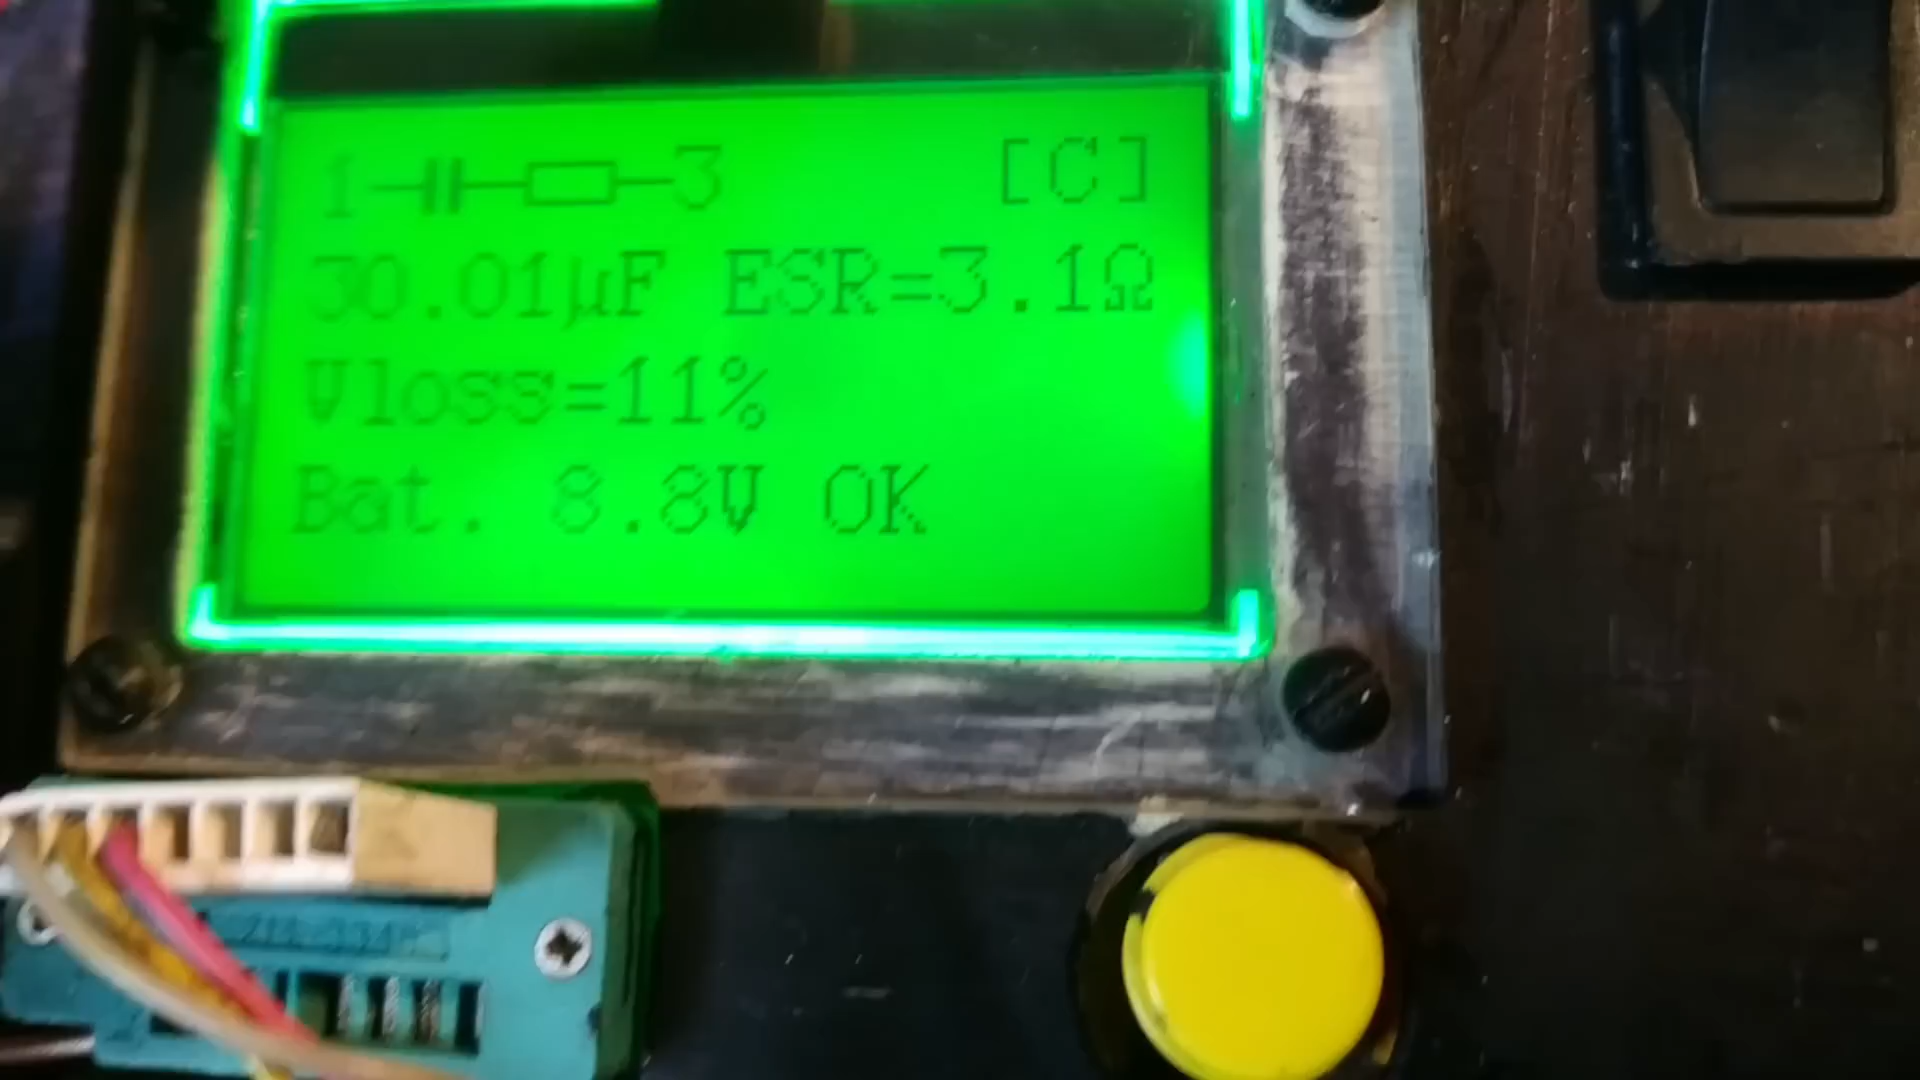 1 3 [C]
30.01µF ESR=3.1Ω
Vloss=11%
Bat. 8.8V OK